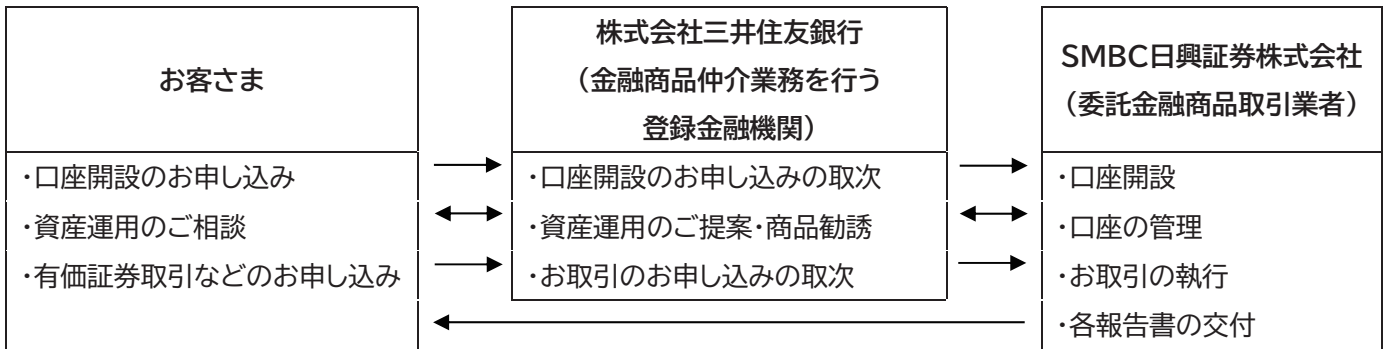 お客さま
株式会社三井住友銀行
（金融商品仲介業務を行う
登録金融機関）
SMBC日興証券株式会社
（委託金融商品取引業者）
・口座開設のお申し込み
・口座開設のお申し込みの取次
・口座開設
・資産運用のご相談
・資産運用のご提案・商品勧誘
・口座の管理
・有価証券取引などのお申し込み
・お取引のお申し込みの取次
・お取引の執行
・各報告書の交付